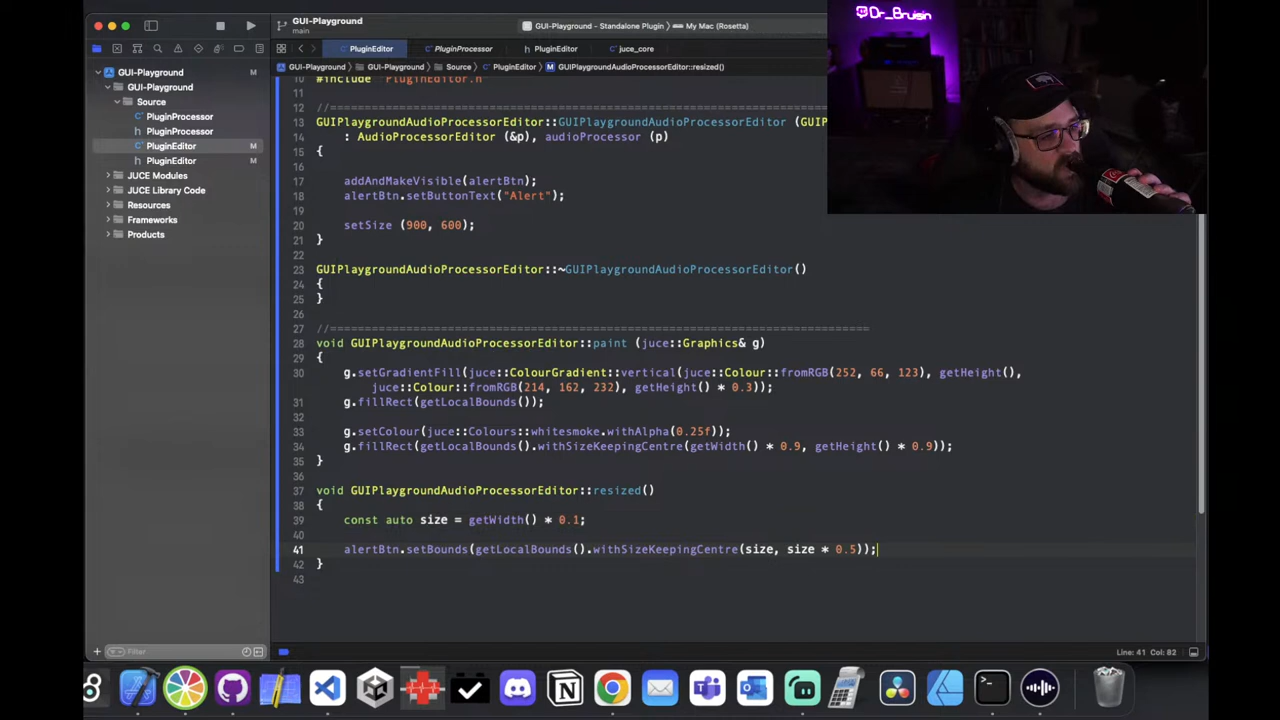 GUI-Playground
main
GUI-Playground - Standalone Plugin
My Mac (Rosetta)
@Dr_Bruisin
PluginEditor
PluginProcessor
PluginEditor
juce_core
GUI-Playground
GUI-Playground
Source
PluginEditor
GUIPlaygroundAudioProcessorEditor::resized()
GUI-Playground M
GUI-Playground
Source
PluginProcessor
PluginProcessor
PluginEditor M
PluginEditor M
JUCE Modules
JUCE Library Code
Resources
Frameworks
Products
10 #include "PluginEditor.h"
11
12 //==============================================================================
13 GUIPlaygroundAudioProcessorEditor::GUIPlaygroundAudioProcessorEditor (GUI
14 : AudioProcessorEditor (&p), audioProcessor (p)
15 {
16
17 addAndMakeVisible(alertBtn);
18 alertBtn.setButtonText("Alert");
19
20 setSize (900, 600);
21 }
22
23 GUIPlaygroundAudioProcessorEditor::~GUIPlaygroundAudioProcessorEditor()
24 {
25 }
26
27 //==============================================================================
28 void GUIPlaygroundAudioProcessorEditor::paint (juce::Graphics& g)
29 {
30 g.setGradientFill(juce::ColourGradient::vertical(juce::Colour::fromRGB(252, 66, 123), getHeight(),
juce::Colour::fromRGB(214, 162, 232), getHeight() * 0.3));
31 g.fillRect(getLocalBounds());
32
33 g.setColour(juce::Colours::whitesmoke.withAlpha(0.25f));
34 g.fillRect(getLocalBounds().withSizeKeepingCentre(getWidth() * 0.9, getHeight() * 0.9));
35 }
36
37 void GUIPlaygroundAudioProcessorEditor::resized()
38 {
39 const auto size = getWidth() * 0.1;
40
41 alertBtn.setBounds(getLocalBounds().withSizeKeepingCentre(size, size * 0.5));
42 }
43
Filter
Line: 41 Col: 82